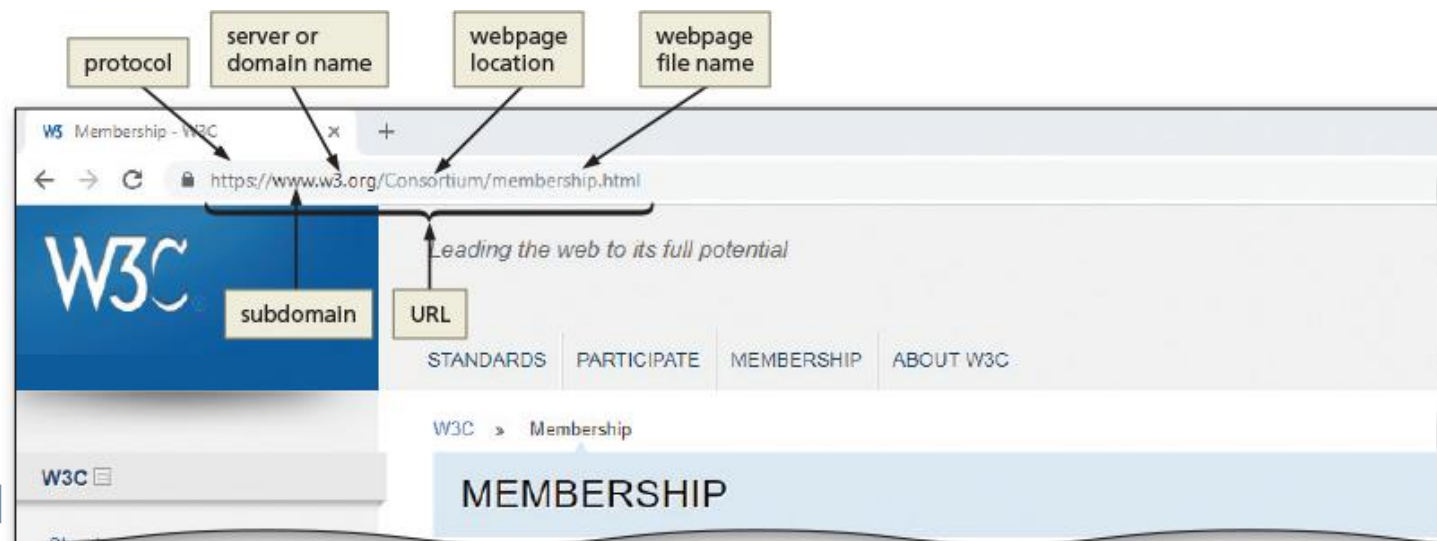 protocol
server or
domain name
webpage
location
webpage
file name
W3 Membership - W3C × +
https://www.w3.org/Consortium/membership.html
W3C
Leading the web to its full potential
subdomain
URL
STANDARDS PARTICIPATE MEMBERSHIP ABOUT W3C
W3C » Membership
W3C
MEMBERSHIP